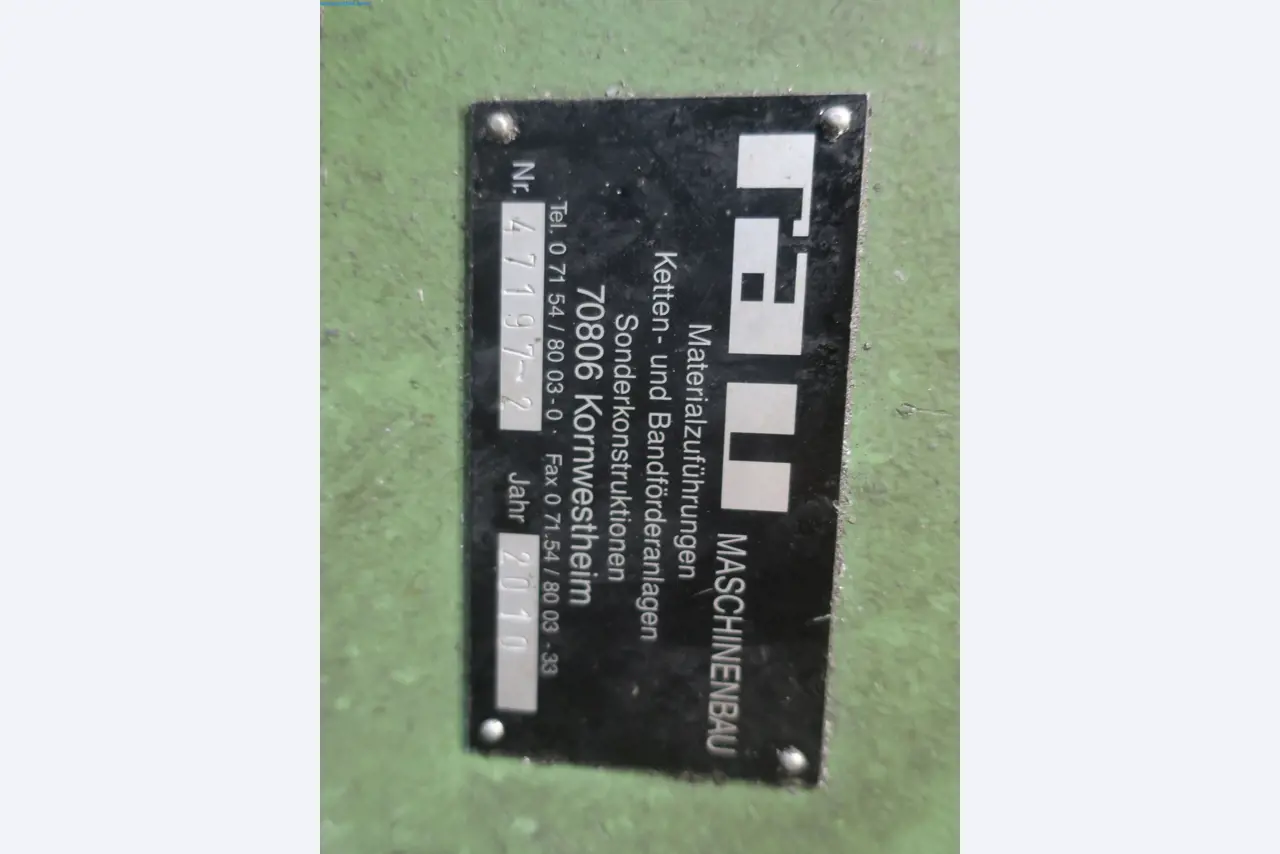 rau MASCHINENBAU
Materialzuführungen
Ketten- und Bandförderanlagen
Sonderkonstruktionen
70806 Kornwestheim
Tel. 0 71 54 / 80 03 - 0 · Fax 0 71 54 / 80 03 - 33
Nr. 47197-2 Jahr 2010